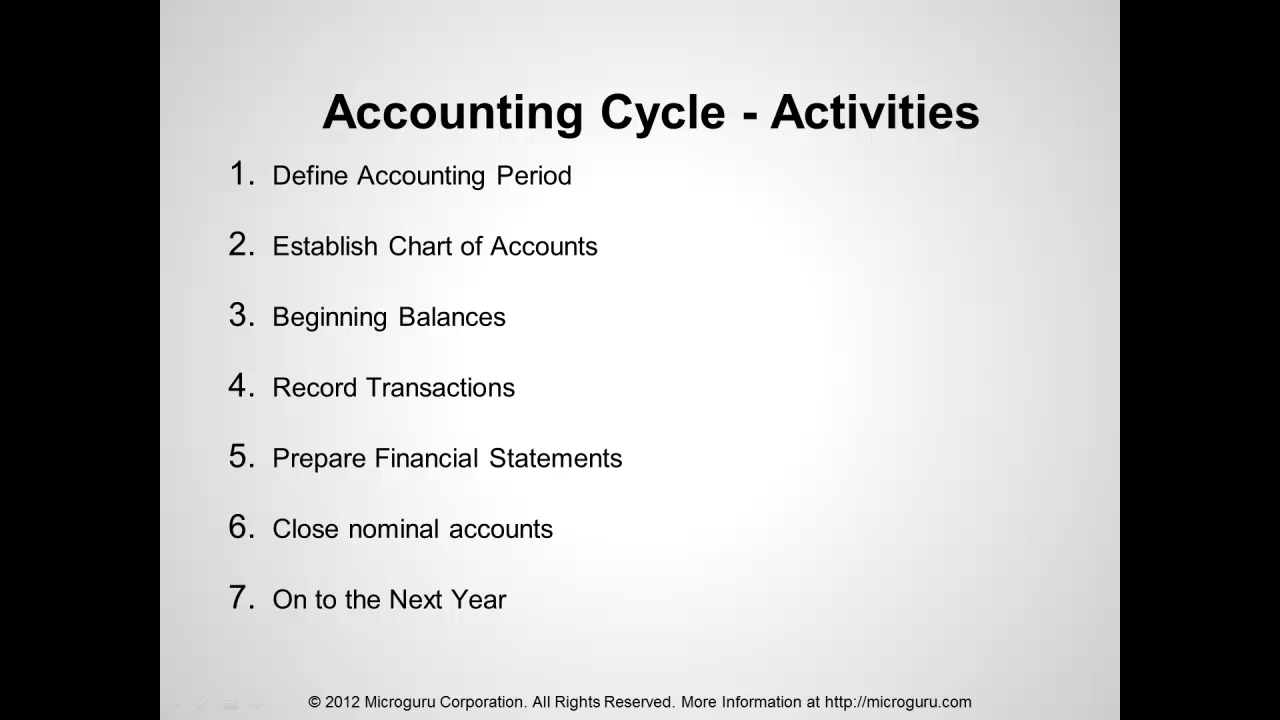 Accounting Cycle - Activities
1. Define Accounting Period
2. Establish Chart of Accounts
3. Beginning Balances
4. Record Transactions
5. Prepare Financial Statements
6. Close nominal accounts
7. On to the Next Year
© 2012 Microguru Corporation. All Rights Reserved. More Information at http://microguru.com